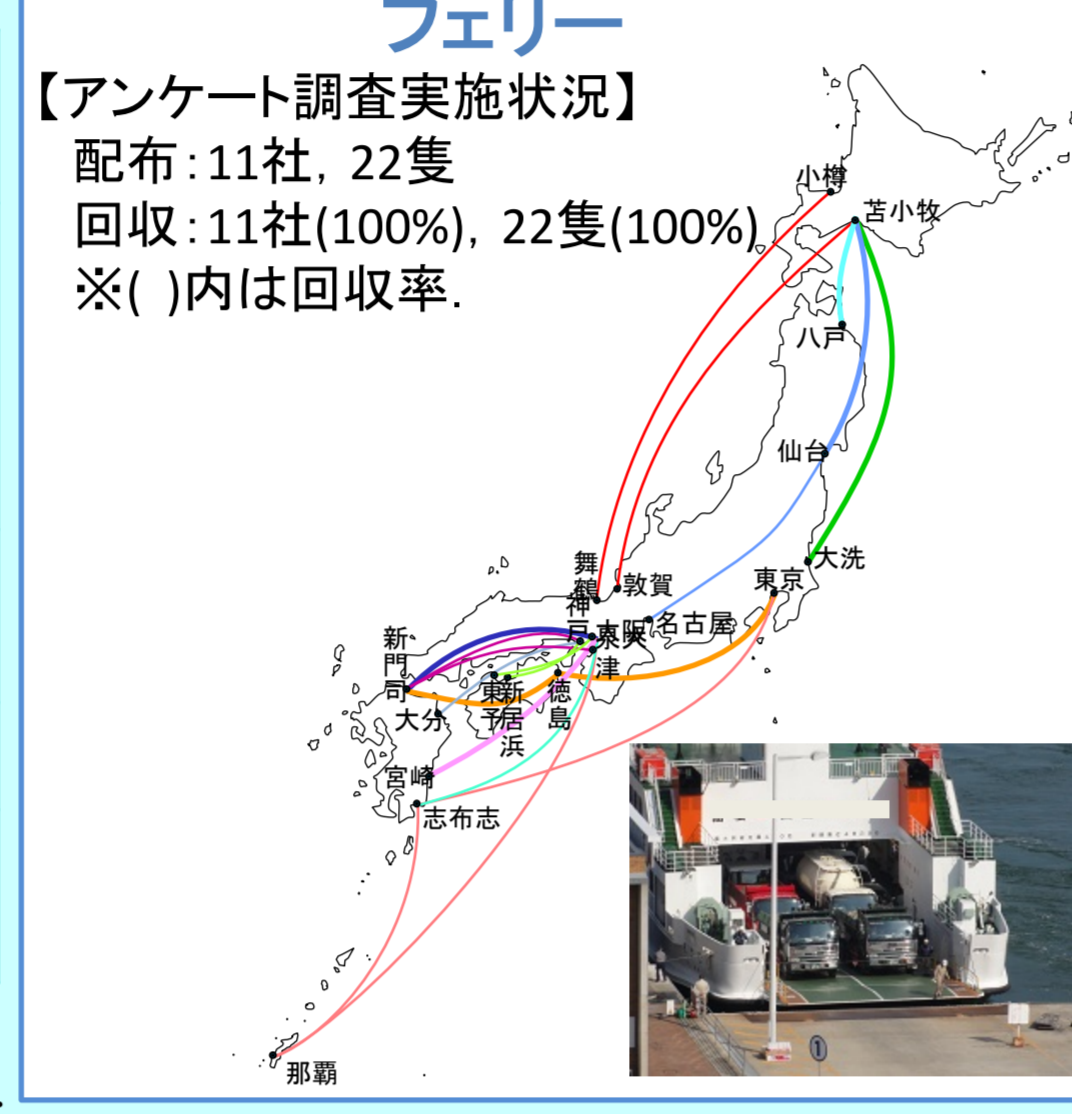 フェリー
【アンケート調査実施状況】
配布：11社，22隻
回収：11社(100%)，22隻(100%)
※( )内は回収率．
小樽
苫小牧
八戸
仙台
大洗
東京
舞鶴
敦賀
神戸
大阪
名古屋
泉大津
新門司
大分
東予
新居浜
徳島
宮崎
志布志
那覇
1